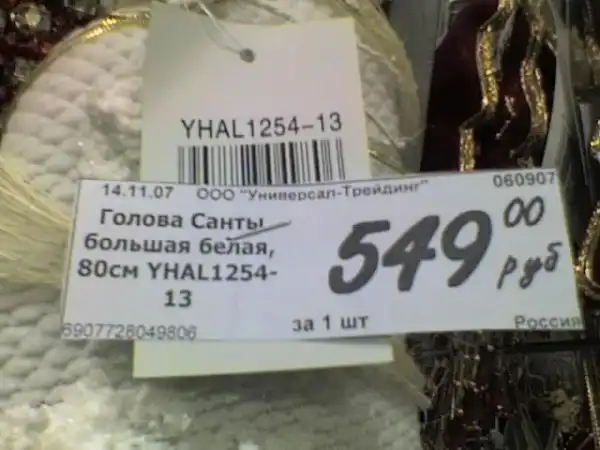 YHAL1254-13
14.11.07 ООО "Универсал-Трейдинг" 060907
Голова Санты
большая белая,
80см YHAL1254-
13
549 00 руб
5907728049806 за 1 шт Россия